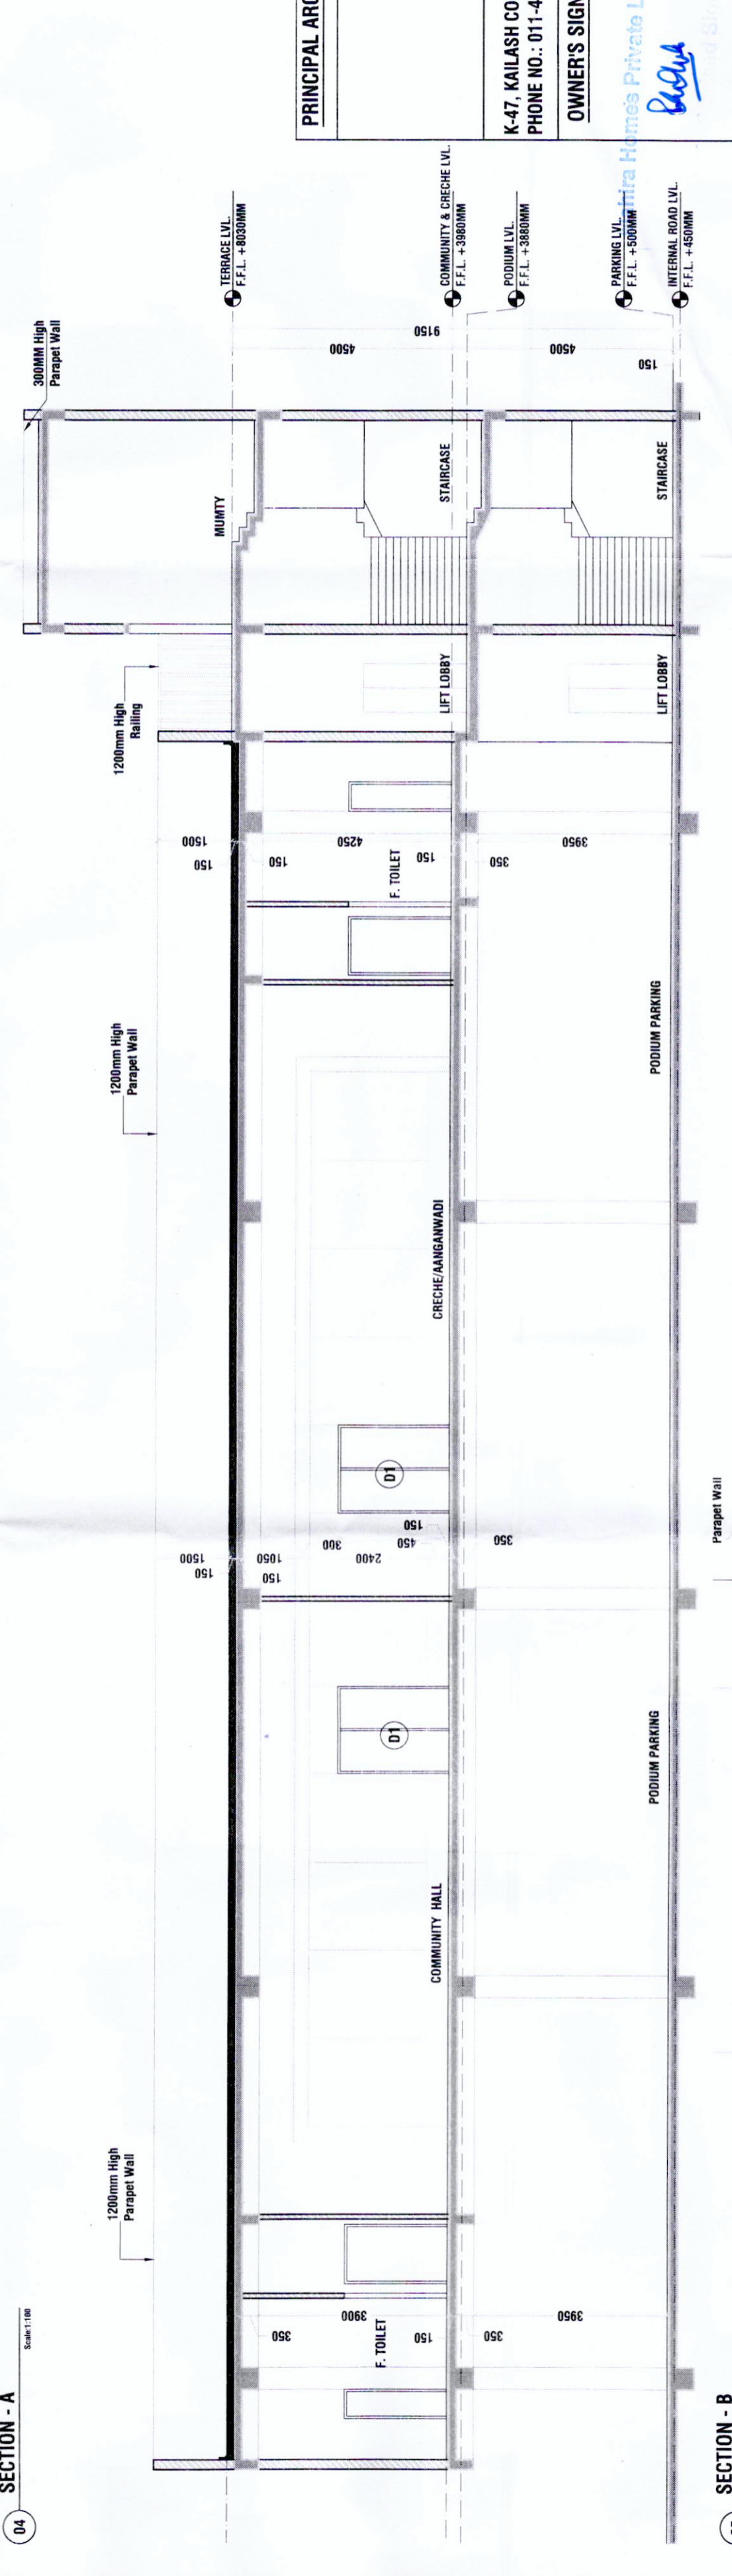 04
SECTION - A
Scale:1:100
1200mm High
Parapet Wall
1200mm High
Parapet Wall
1200mm High
Railing
300MM High
Parapet Wall
MUMTY
TERRACE LVL.
F.F.L. +8030MM
COMMUNITY & CRECHE LVL.
F.F.L. +3980MM
PODIUM LVL.
F.F.L. +3880MM
PARKING LVL.
F.F.L. +500MM
INTERNAL ROAD LVL.
F.F.L. +450MM
4500
9150
4500
150
350
3900
F. TOILET
150
350
3950
COMMUNITY HALL
D1
1500
150
1050
150
300
2400
450
150
350
D1
CRECHE/AANGANWADI
1500
150
150
4250
F. TOILET
150
350
3950
LIFT LOBBY
STAIRCASE
LIFT LOBBY
STAIRCASE
PODIUM PARKING
PODIUM PARKING
SECTION - B
Parapet Wall
PRINCIPAL ARC
K-47, KAILASH CO
PHONE NO.: 011-4
OWNER'S SIGN
Home's Private L